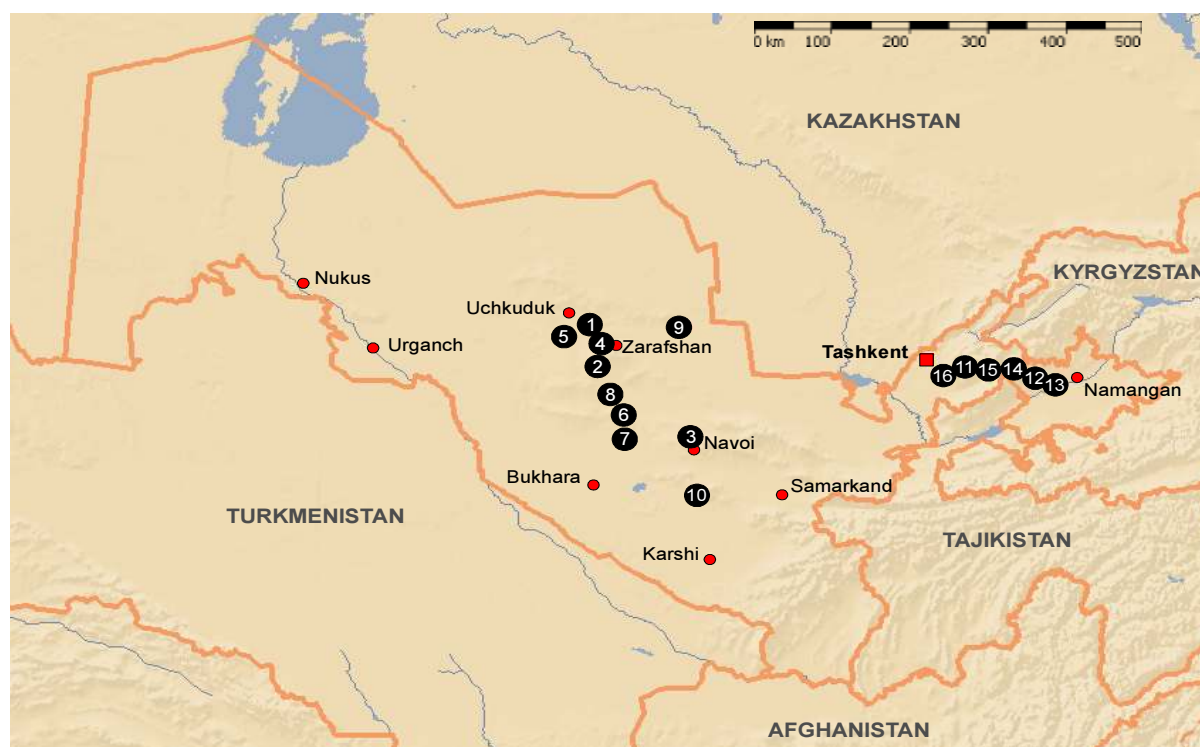 0 km 100 200 300 400 500
KAZAKHSTAN
KYRGYZSTAN
Nukus
Uchkuduk
1
9
5
4
Zarafshan
Urganch
Tashkent
2
16
11
15
14
12
13
Namangan
8
6
7
3
Navoi
Bukhara
10
Samarkand
TURKMENISTAN
TAJIKISTAN
Karshi
AFGHANISTAN